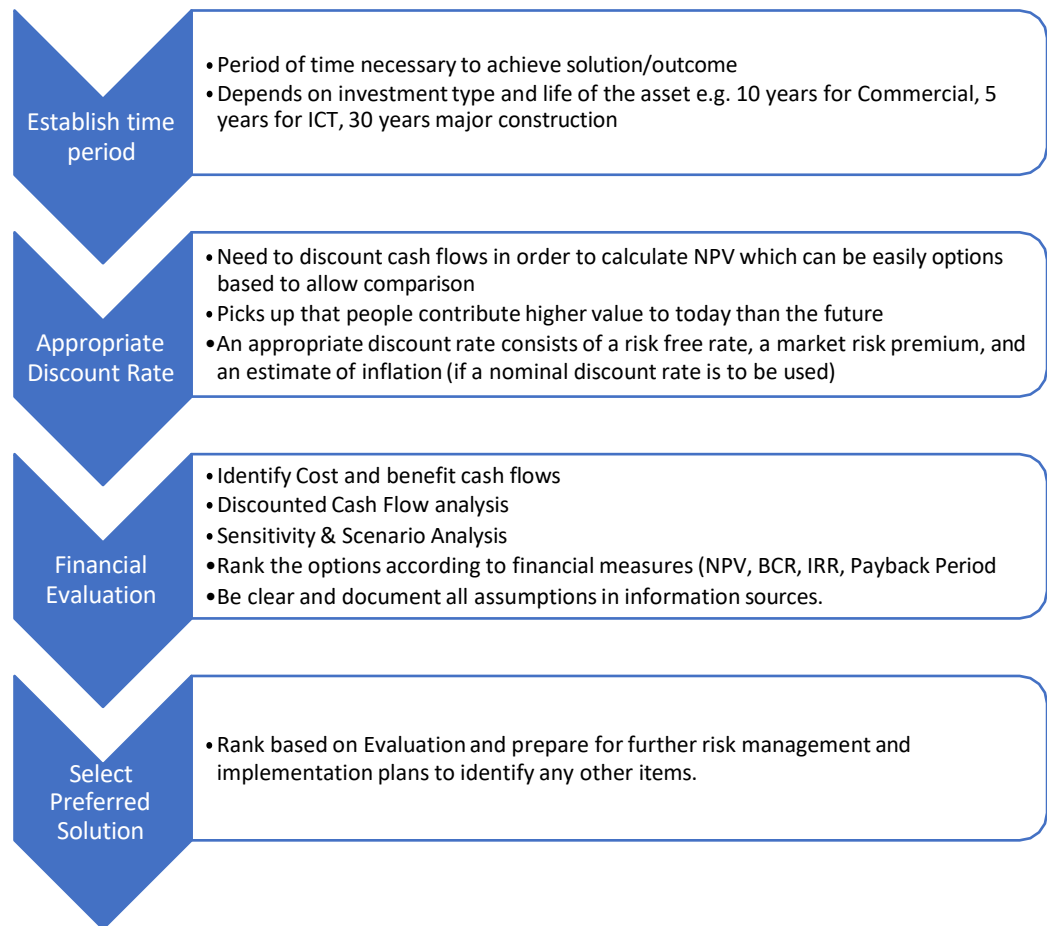 Establish time
period
• Period of time necessary to achieve solution/outcome
• Depends on investment type and life of the asset e.g. 10 years for Commercial, 5
years for ICT, 30 years major construction
Appropriate
Discount Rate
• Need to discount cash flows in order to calculate NPV which can be easily options
based to allow comparison
• Picks up that people contribute higher value to today than the future
• An appropriate discount rate consists of a risk free rate, a market risk premium, and
an estimate of inflation (if a nominal discount rate is to be used)
Financial
Evaluation
• Identify Cost and benefit cash flows
• Discounted Cash Flow analysis
• Sensitivity & Scenario Analysis
• Rank the options according to financial measures (NPV, BCR, IRR, Payback Period
• Be clear and document all assumptions in information sources.
Select
Preferred
Solution
• Rank based on Evaluation and prepare for further risk management and
implementation plans to identify any other items.